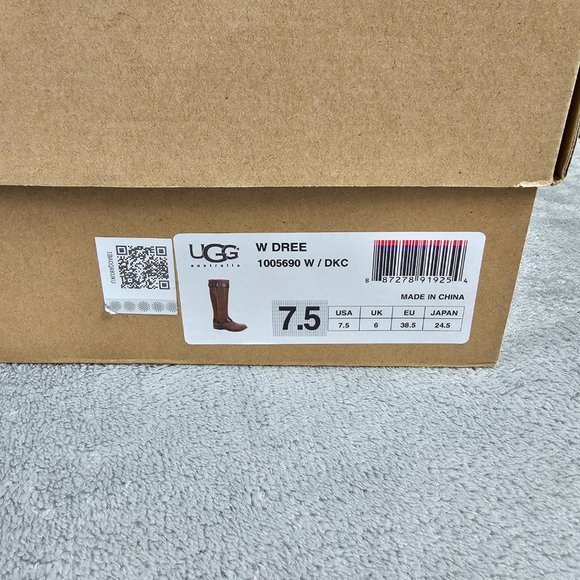 UGG
australia
W DREE
1005690 W / DKC
8 87278 91925 4
MADE IN CHINA
7.5
USA UK EU JAPAN
7.5 6 38.5 24.5